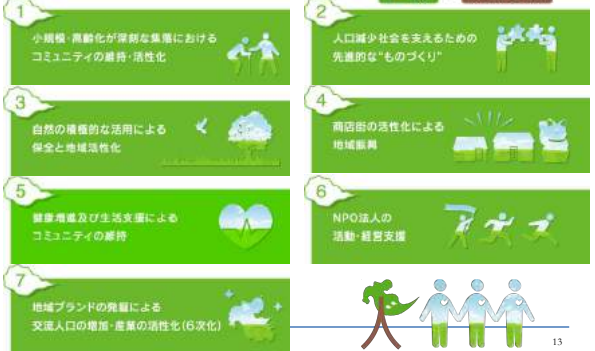 1
小規模・高齢化が深刻な集落における
コミュニティの維持・活性化
2
人口減少社会を支えるための
先進的な“ものづくり”
3
自然の積極的な活用による
保全と地域活性化
4
商店街の活性化による
地域振興
5
健康増進及び生活支援による
コミュニティの維持
6
NPO法人の
活動・経営支援
7
地域ブランドの発掘による
交流人口の増加・産業の活性化(6次化)
13